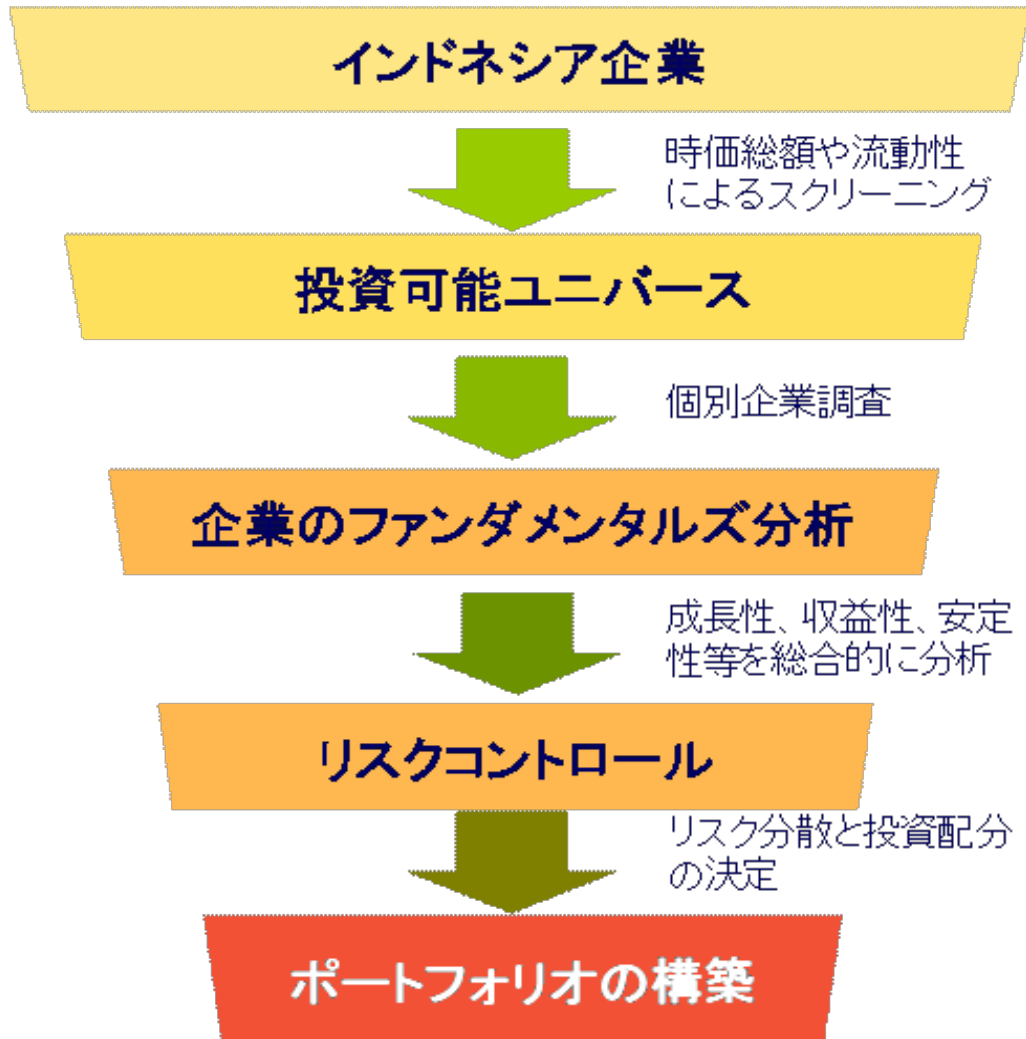 インドネシア企業
時価総額や流動性
によるスクリーニング
投資可能ユニバース
個別企業調査
企業のファンダメンタルズ分析
成長性、収益性、安定
性等を総合的に分析
リスクコントロール
リスク分散と投資配分
の決定
ポートフォリオの構築